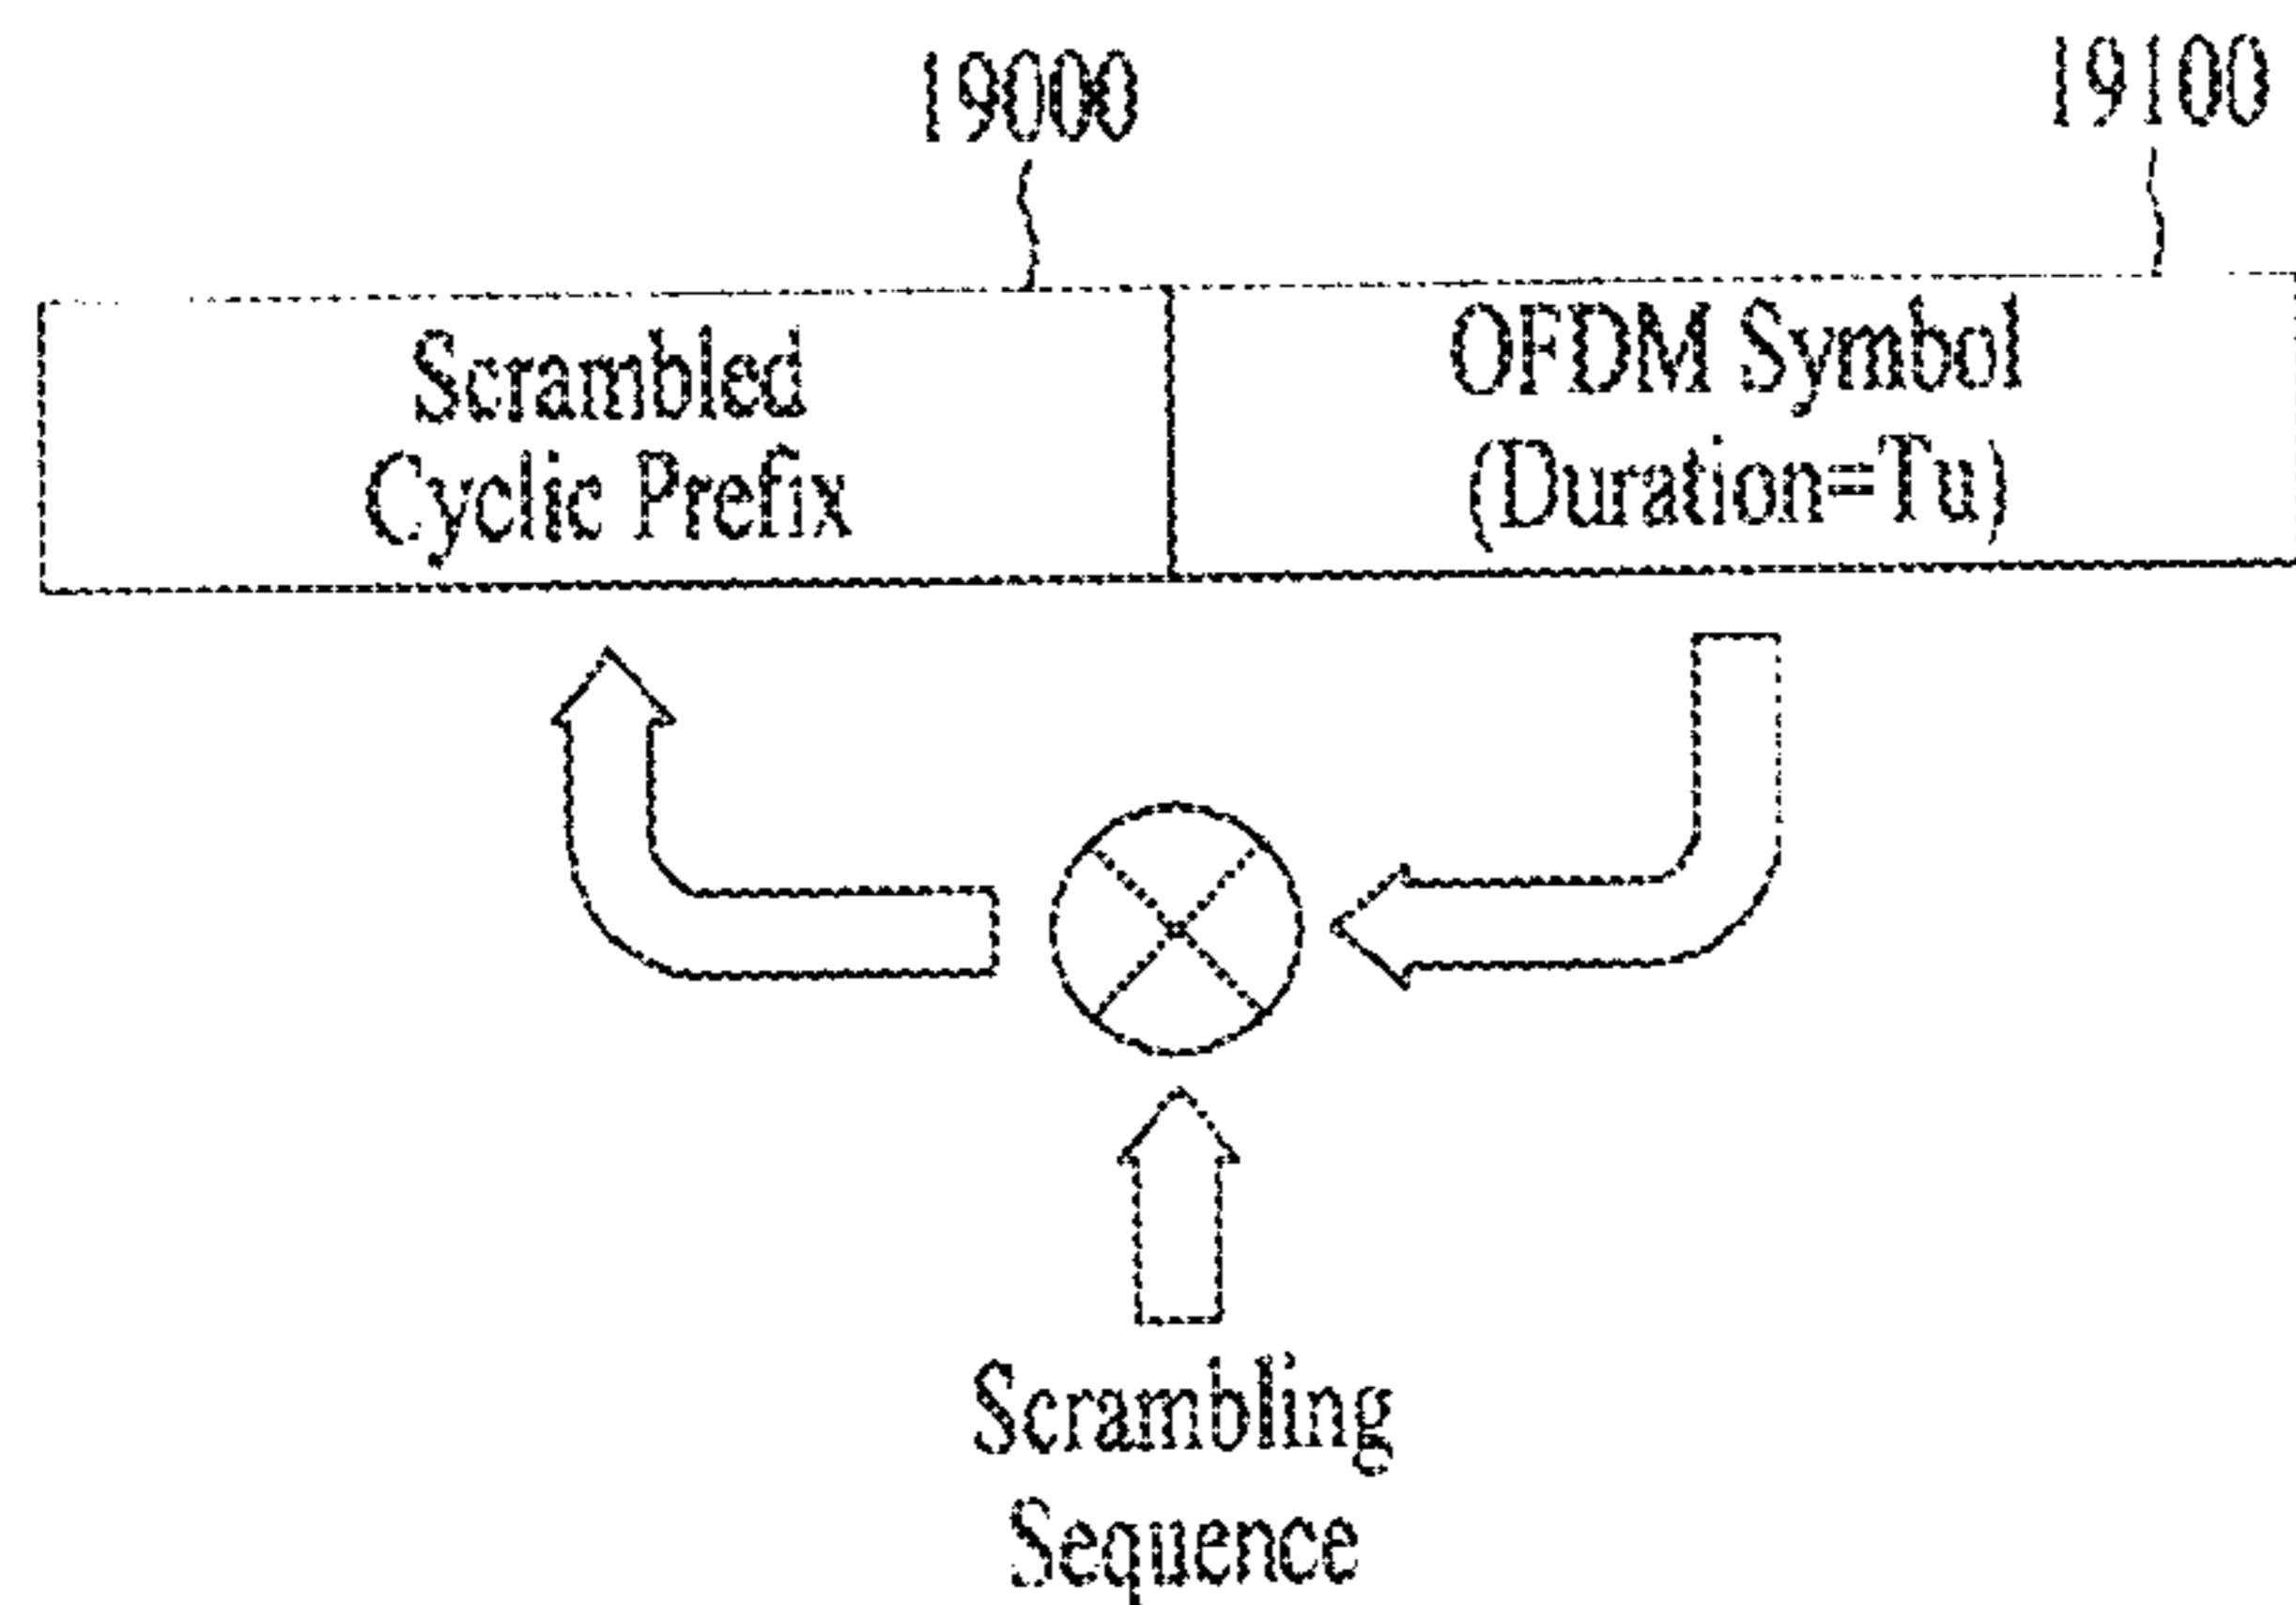 19000
19100
Scrambled
Cyclic Prefix
OFDM Symbol
(Duration=Tu)
Scrambling
Sequence